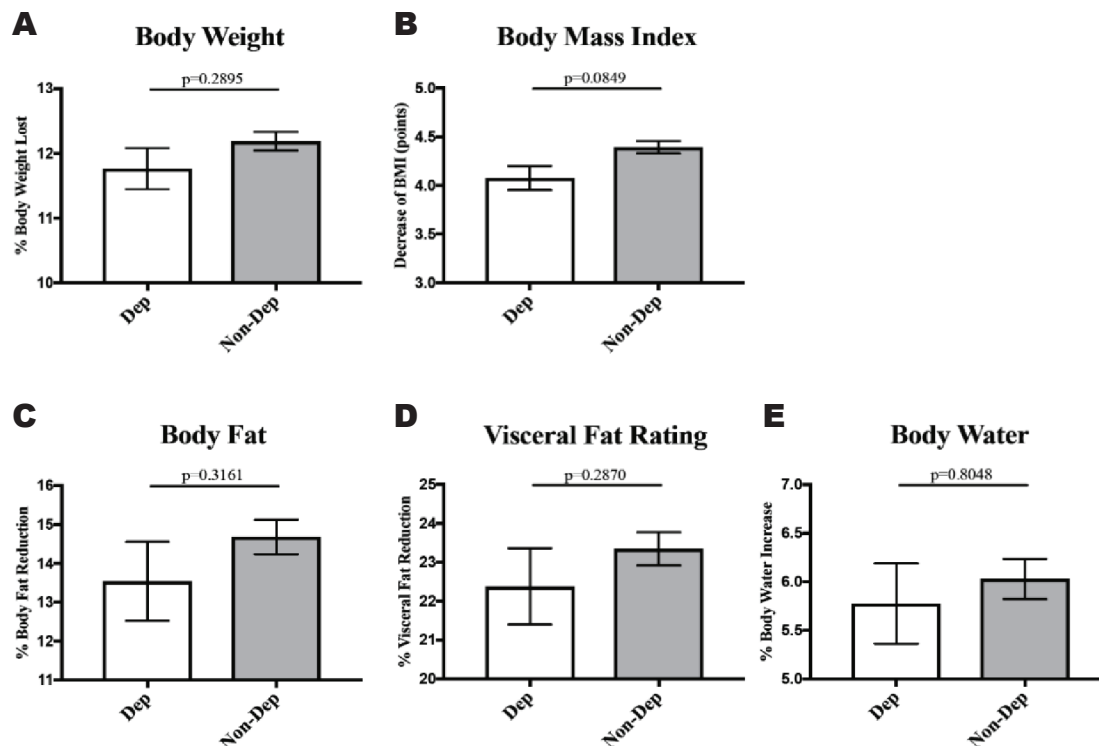 A
Body Weight
p=0.2895
% Body Weight Lost
13
12
11
10
Dep
Non-Dep
B
Body Mass Index
p=0.0849
Decrease of BMI (points)
5.0
4.5
4.0
3.5
3.0
Dep
Non-Dep
C
Body Fat
p=0.3161
% Body Fat Reduction
16
15
14
13
12
11
Dep
Non-Dep
D
Visceral Fat Rating
p=0.2870
% Visceral Fat Reduction
25
24
23
22
21
20
Dep
Non-Dep
E
Body Water
p=0.8048
% Body Water Increase
7.0
6.5
6.0
5.5
5.0
Dep
Non-Dep